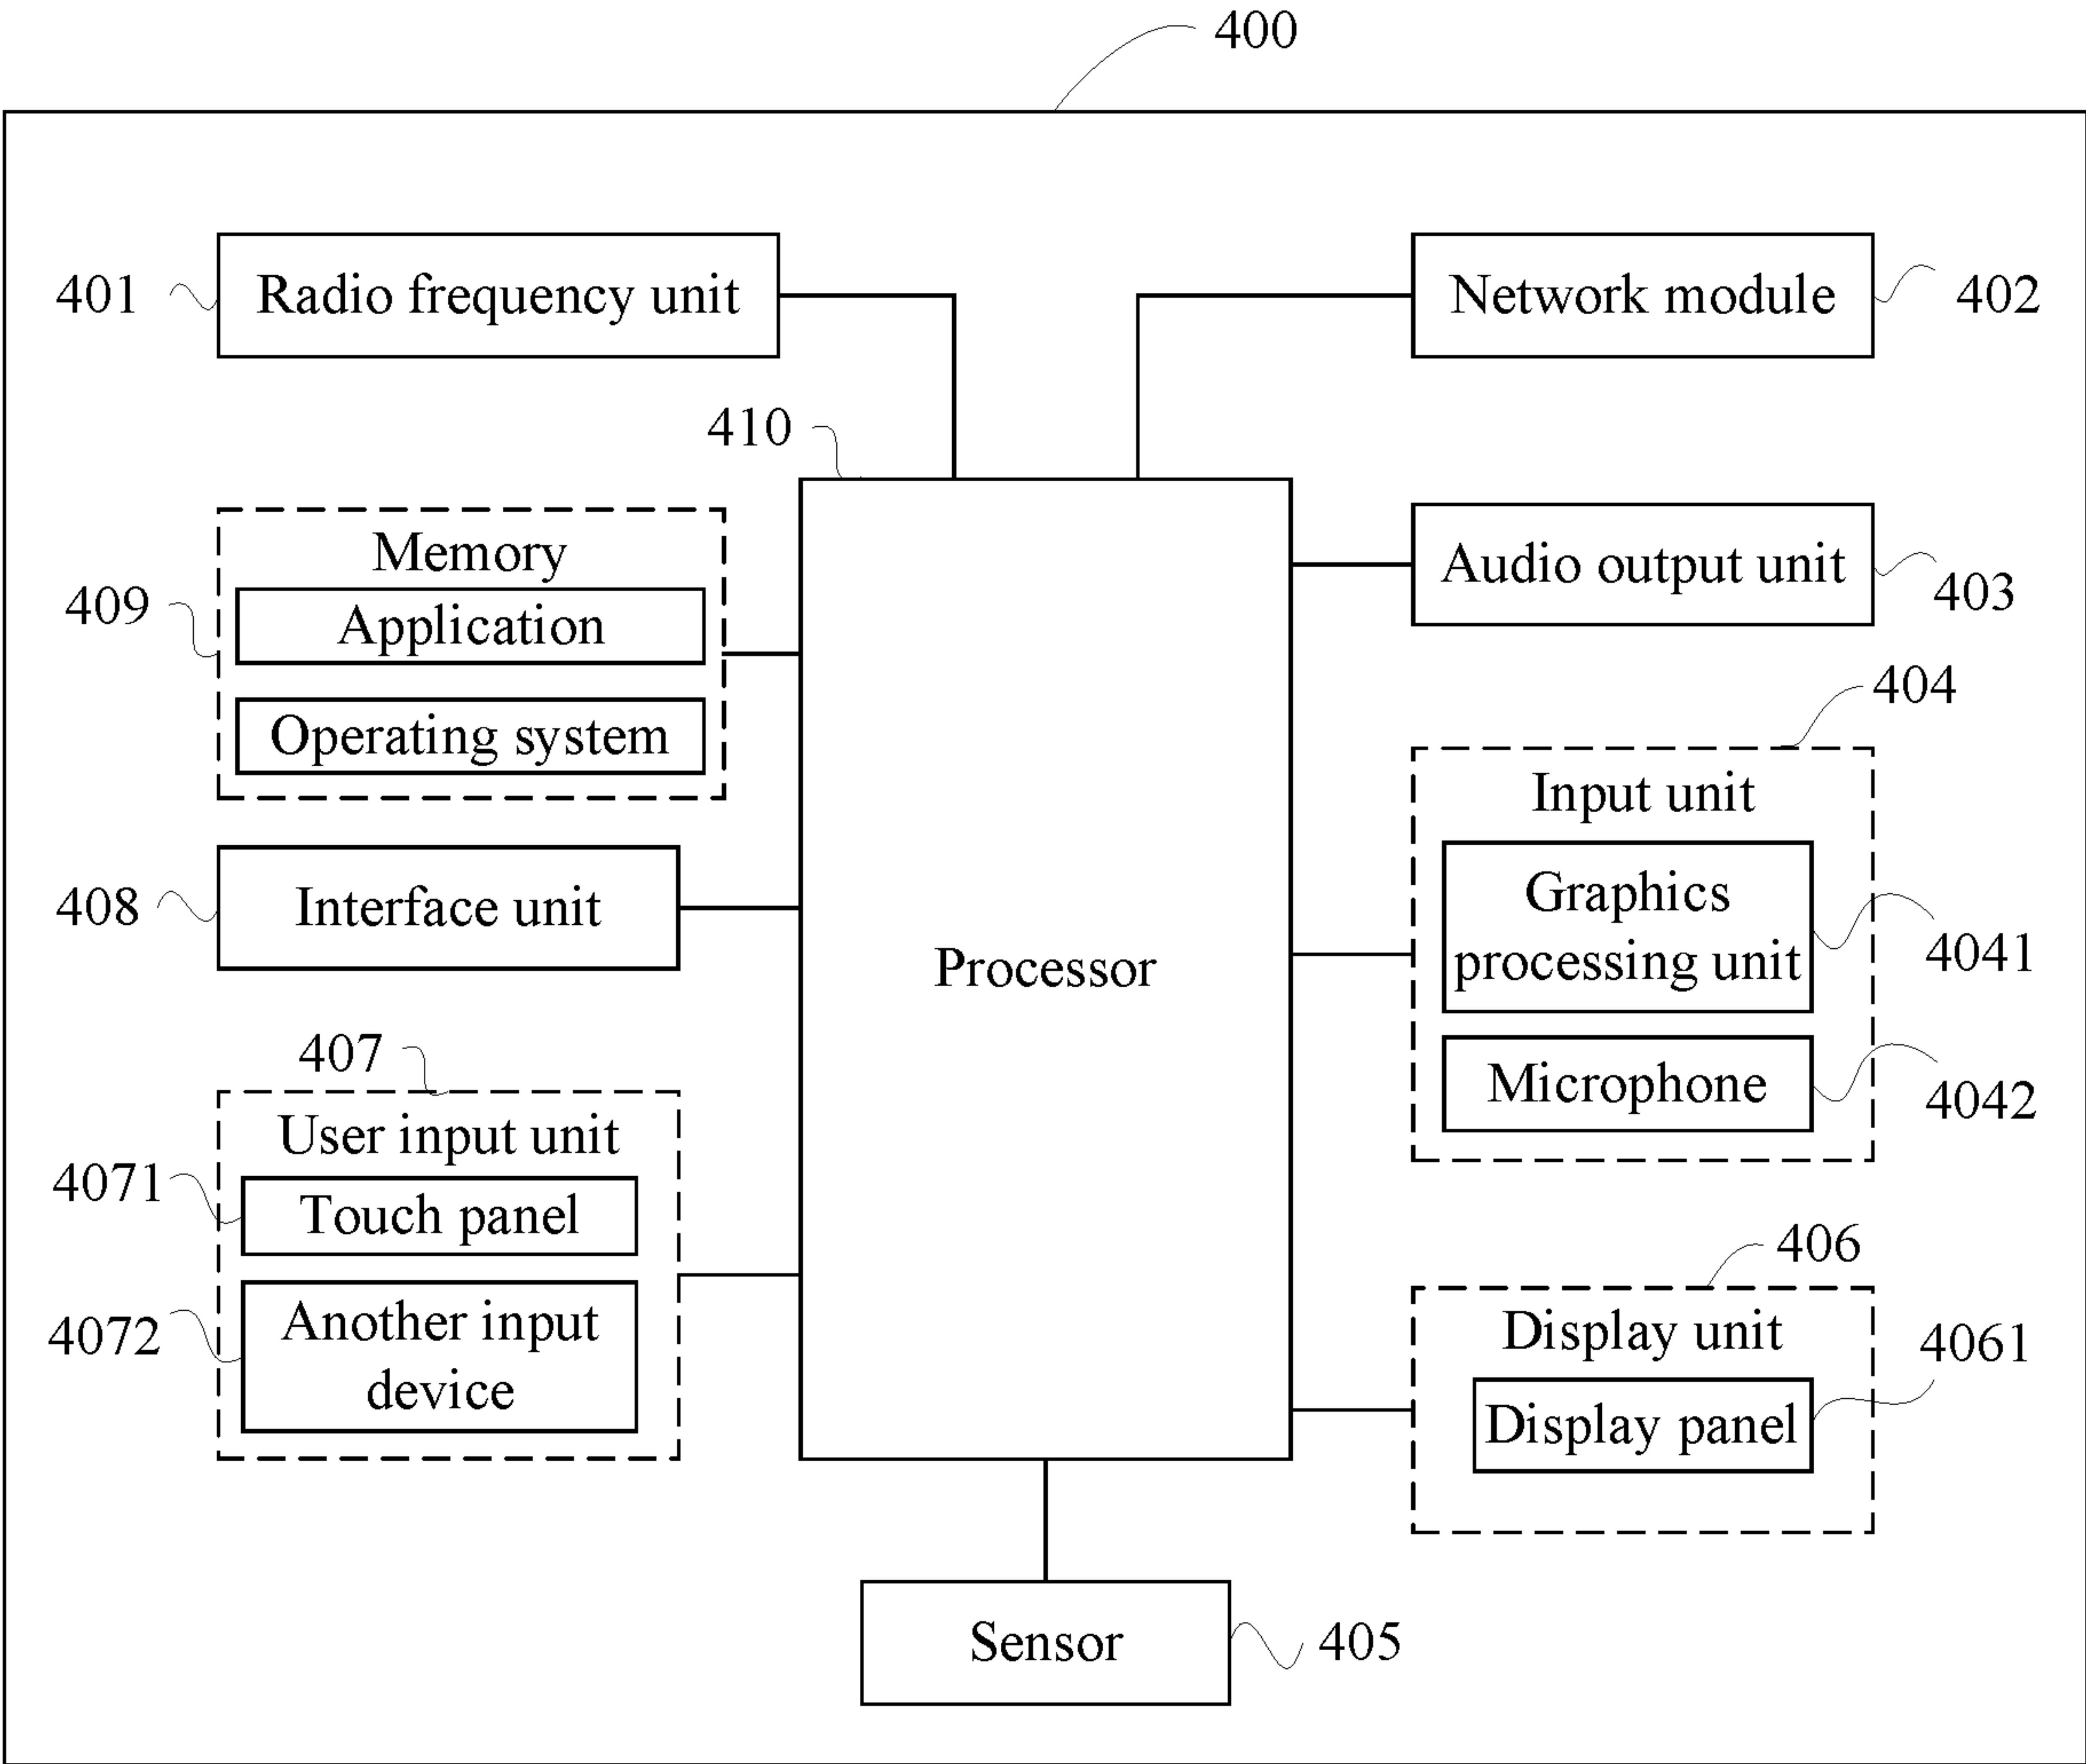 400
401
Radio frequency unit
Network module
402
410
Memory
409
Application
Operating system
Audio output unit
403
404
Input unit
Graphics
processing unit
4041
Microphone
4042
408
Interface unit
Processor
407
User input unit
4071
Touch panel
4072
Another input
device
406
Display unit
4061
Display panel
Sensor
405